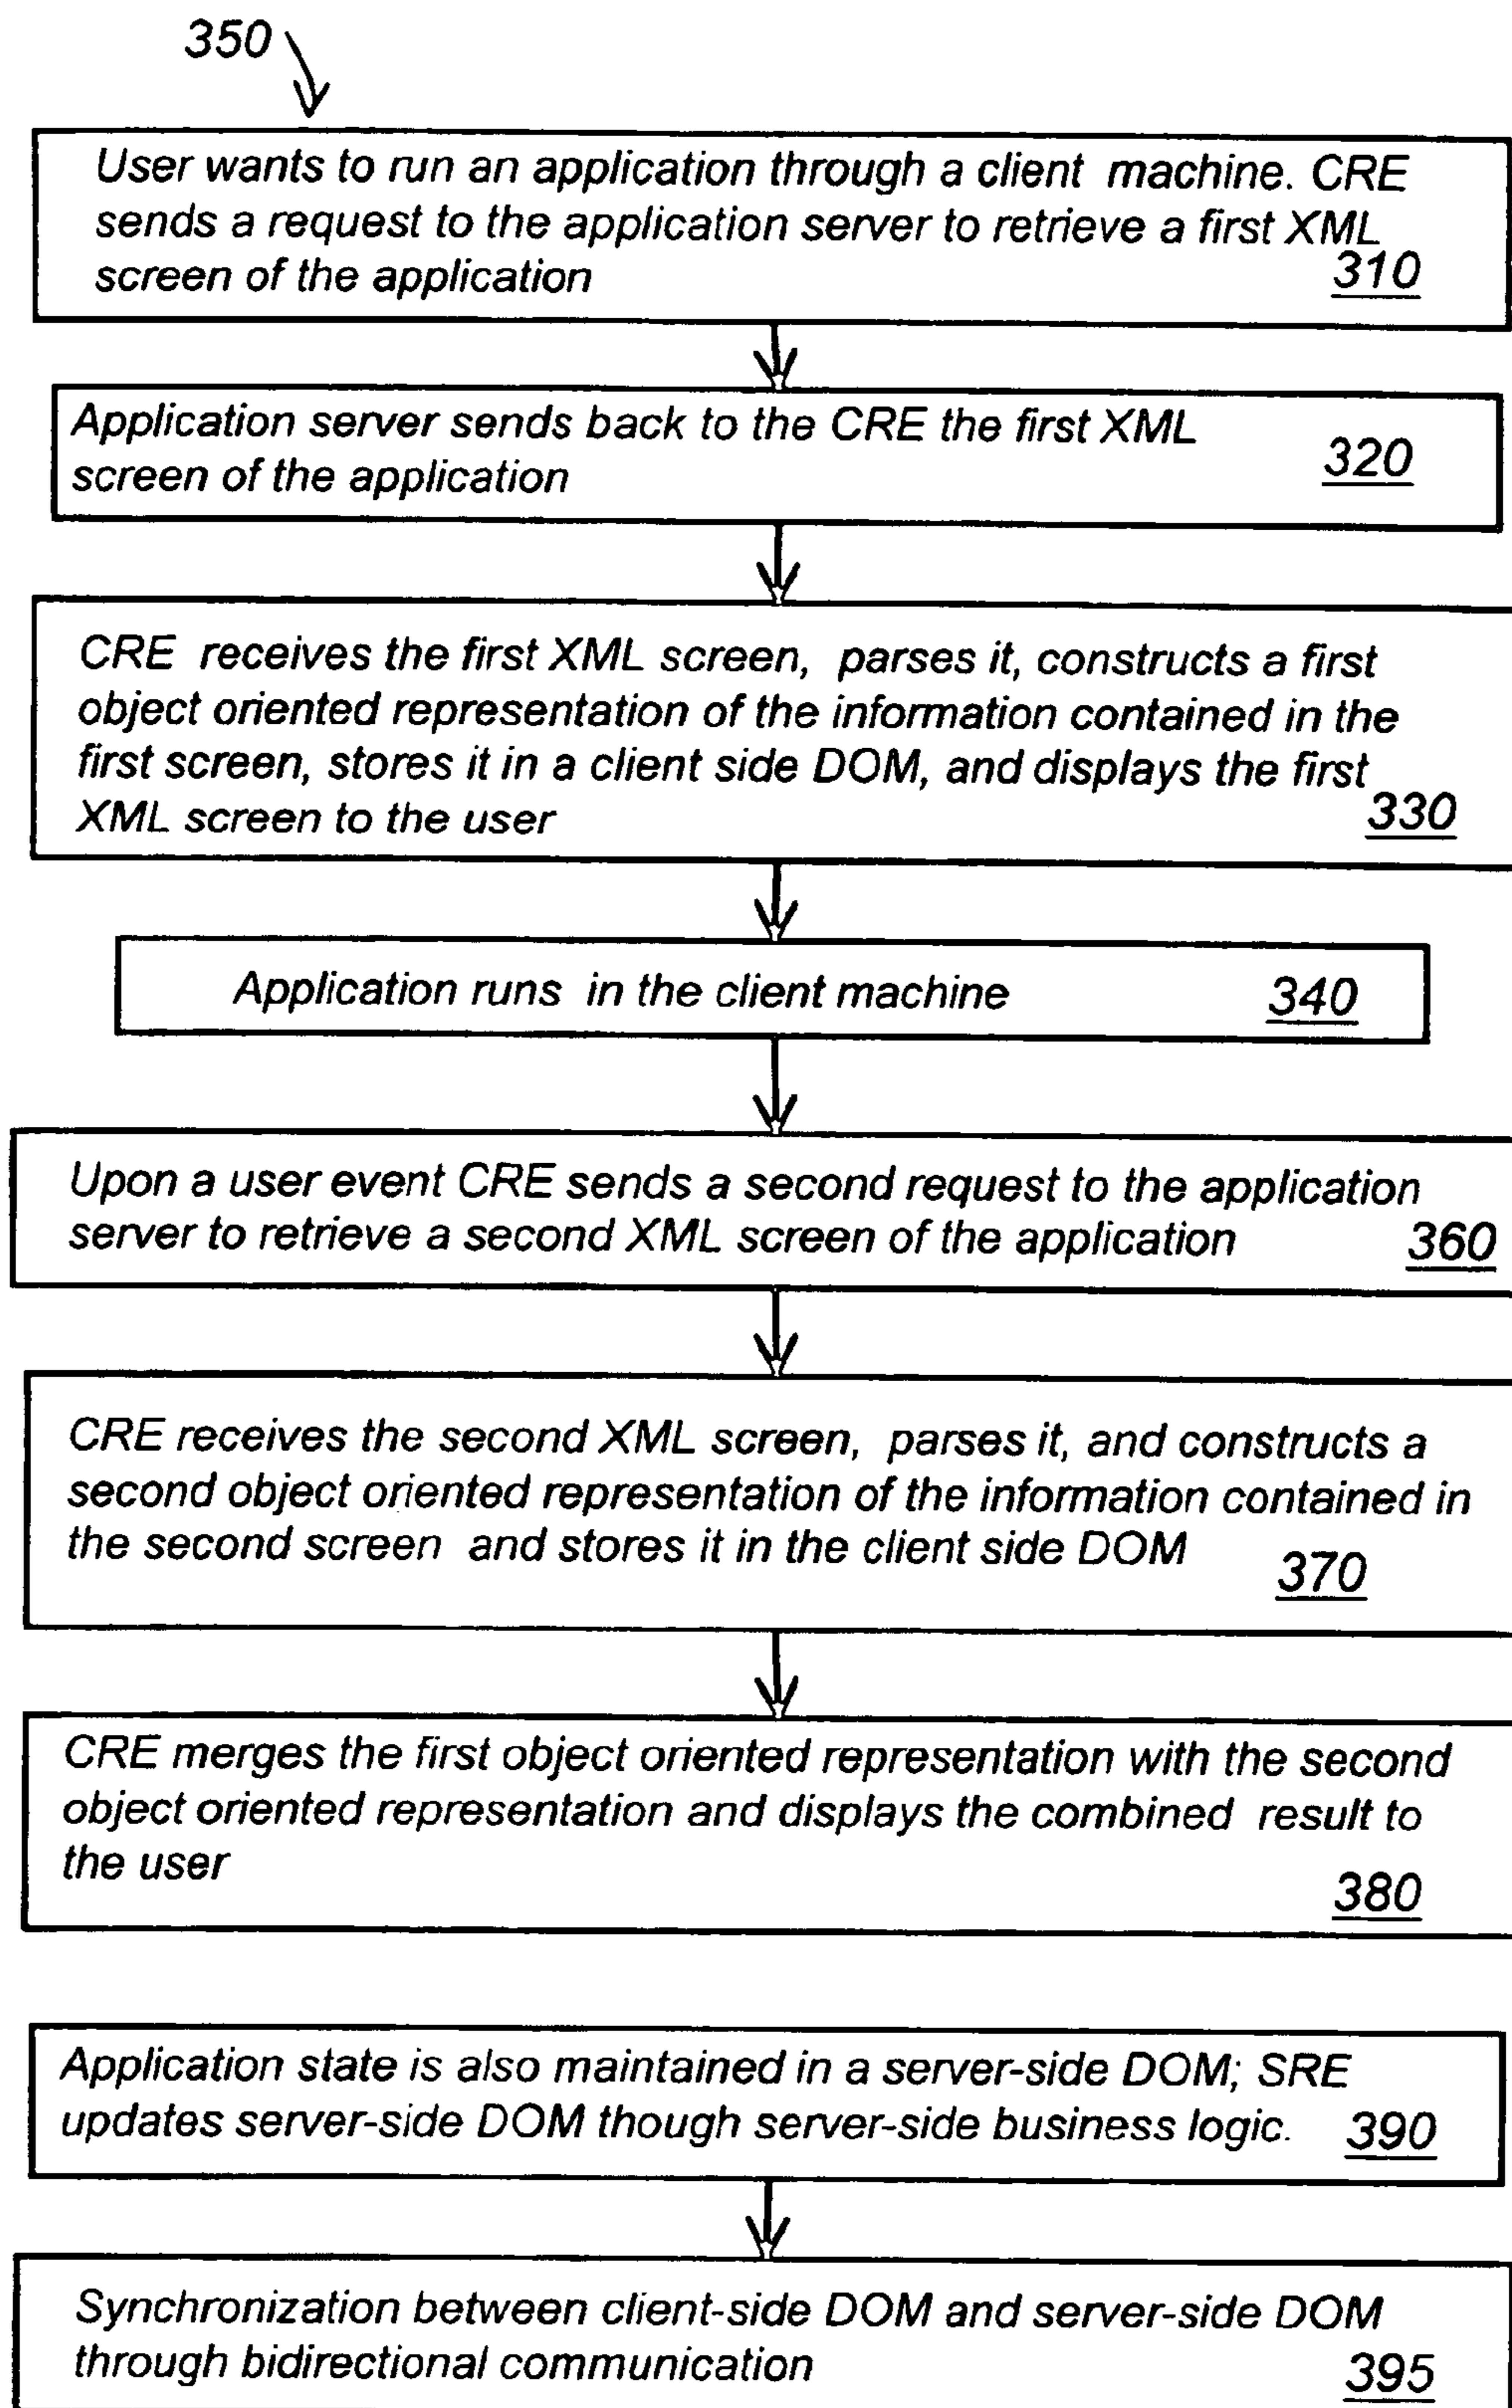 350
User wants to run an application through a client machine. CRE
sends a request to the application server to retrieve a first XML
screen of the application
310
Application server sends back to the CRE the first XML
screen of the application
320
CRE receives the first XML screen, parses it, constructs a first
object oriented representation of the information contained in the
first screen, stores it in a client side DOM, and displays the first
XML screen to the user
330
Application runs in the client machine 340
Upon a user event CRE sends a second request to the application
server to retrieve a second XML screen of the application 360
CRE receives the second XML screen, parses it, and constructs a
second object oriented representation of the information contained in
the second screen and stores it in the client side DOM
370
CRE merges the first object oriented representation with the second
object oriented representation and displays the combined result to
the user
380
Application state is also maintained in a server-side DOM; SRE
updates server-side DOM though server-side business logic. 390
Synchronization between client-side DOM and server-side DOM
through bidirectional communication
395